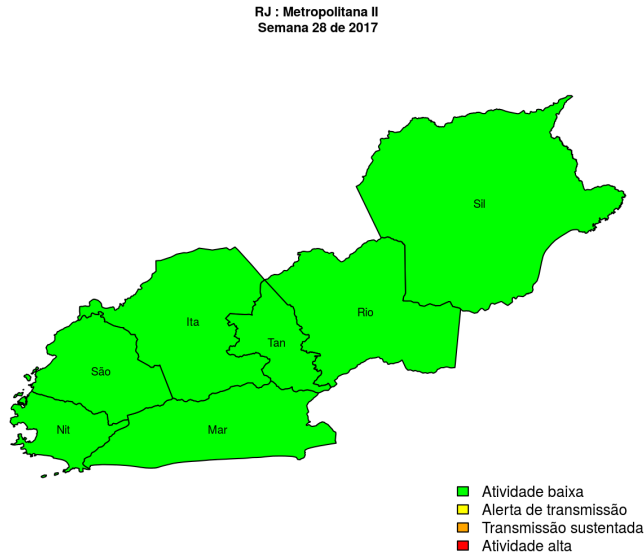 RJ : Metropolitana II
Semana 28 de 2017
Sil
Ita
Rio
Tan
São
Nit
Mar
Atividade baixa
Alerta de transmissão
Transmissão sustentada
Atividade alta